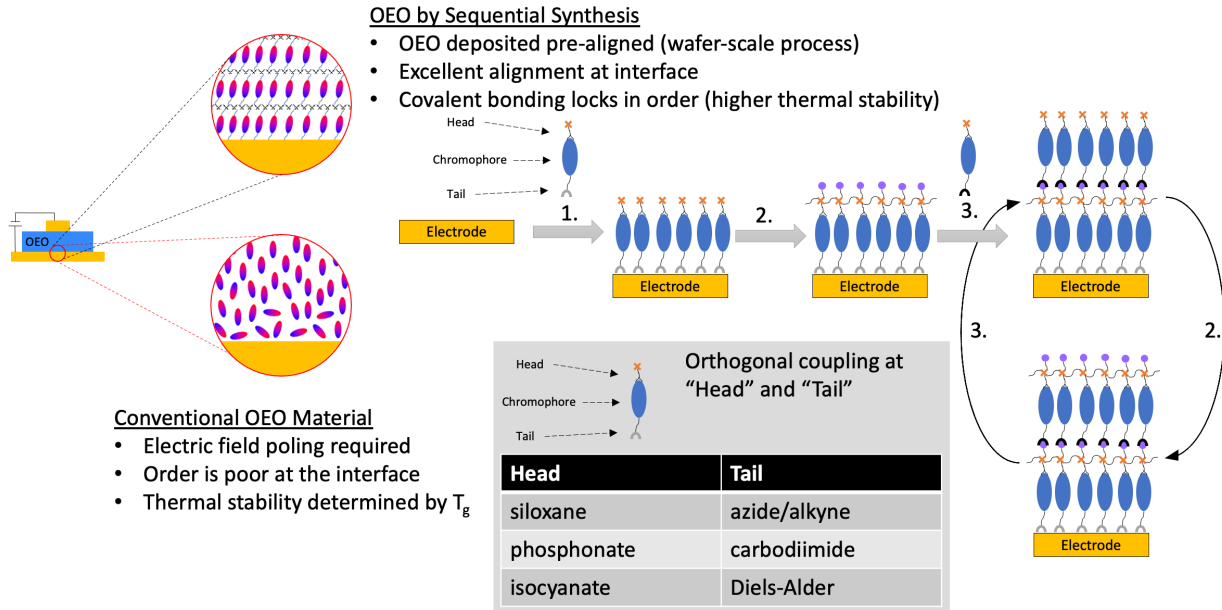 OEO by Sequential Synthesis
• OEO deposited pre-aligned (wafer-scale process)
• Excellent alignment at interface
• Covalent bonding locks in order (higher thermal stability)
Head
Chromophore
Tail
Electrode
1.
Electrode
2.
Electrode
3.
Electrode
3.
2.
Electrode
OEO
Conventional OEO Material
• Electric field poling required
• Order is poor at the interface
• Thermal stability determined by Tg
Head
Chromophore
Tail
Orthogonal coupling at
“Head” and “Tail”
Head Tail
siloxane azide/alkyne
phosphonate carbodiimide
isocyanate Diels-Alder